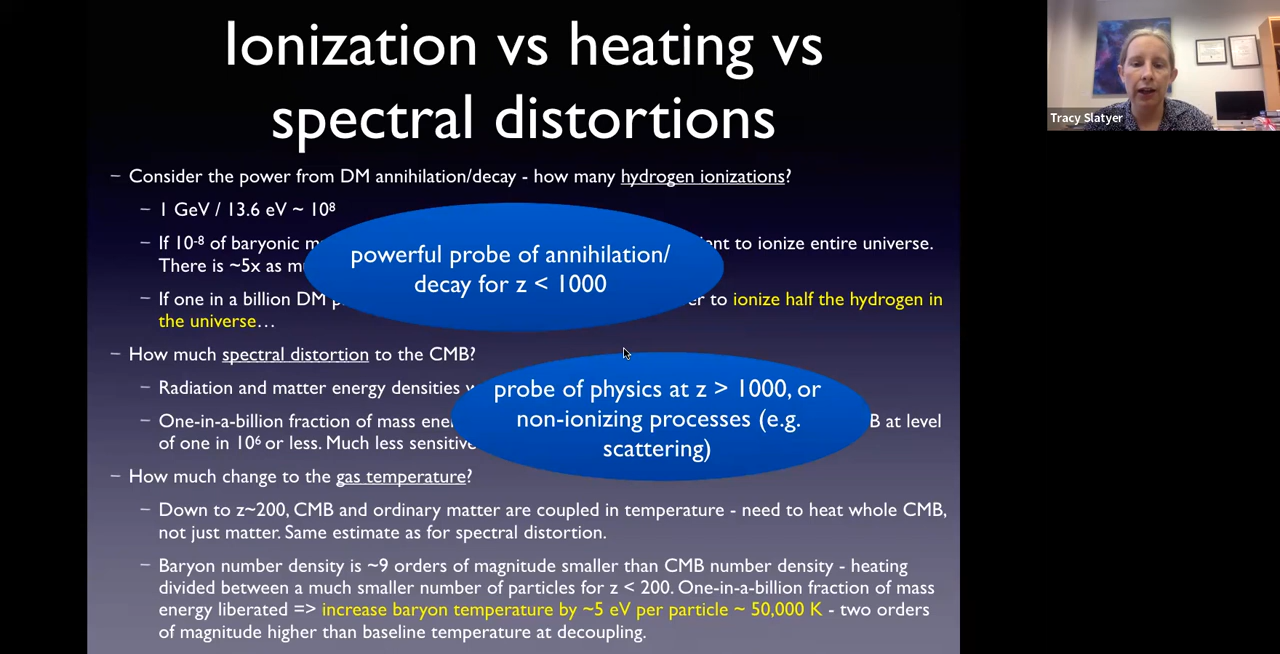 Ionization vs heating vs
spectral distortions
Tracy Slatyer
– Consider the power from DM annihilation/decay - how many hydrogen ionizations?
– 1 GeV / 13.6 eV ~ 10⁸
– If 10⁻⁸ of baryonic to ionize entire universe.
There is ~5x as
powerful probe of annihilation/
decay for z < 1000
– If one in a billion DM to ionize half the hydrogen in
the universe…
– How much spectral distortion to the CMB?
– Radiation and matter energy densities
– One-in-a-billion fraction of mass at level
of one in 10⁶ or less. Much less sensitive
probe of physics at z > 1000, or
non-ionizing processes (e.g.
scattering)
– How much change to the gas temperature?
– Down to z~200, CMB and ordinary matter are coupled in temperature - need to heat whole CMB,
not just matter. Same estimate as for spectral distortion.
– Baryon number density is ~9 orders of magnitude smaller than CMB number density - heating
divided between a much smaller number of particles for z < 200. One-in-a-billion fraction of mass
energy liberated => increase baryon temperature by ~5 eV per particle ~ 50,000 K - two orders
of magnitude higher than baseline temperature at decoupling.